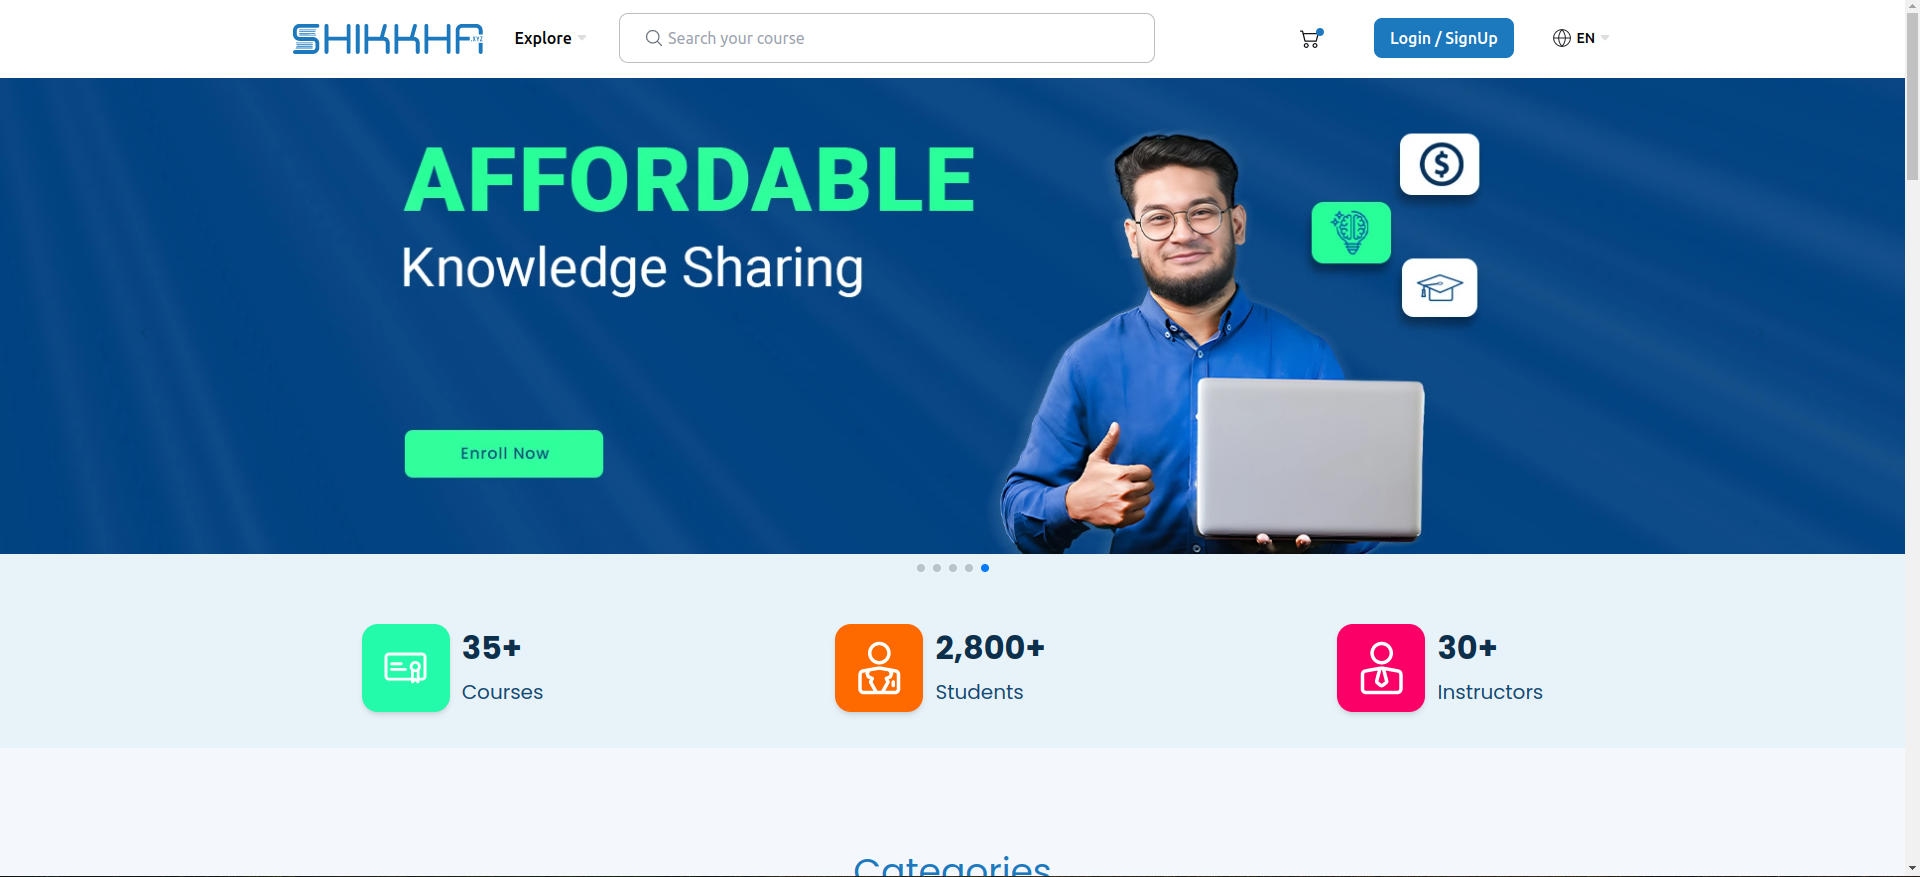 SHIKKHA.XYZ
Explore
Search your course
Login / SignUp
EN
AFFORDABLE
Knowledge Sharing
Enroll Now
35+
Courses
2,800+
Students
30+
Instructors
Categories